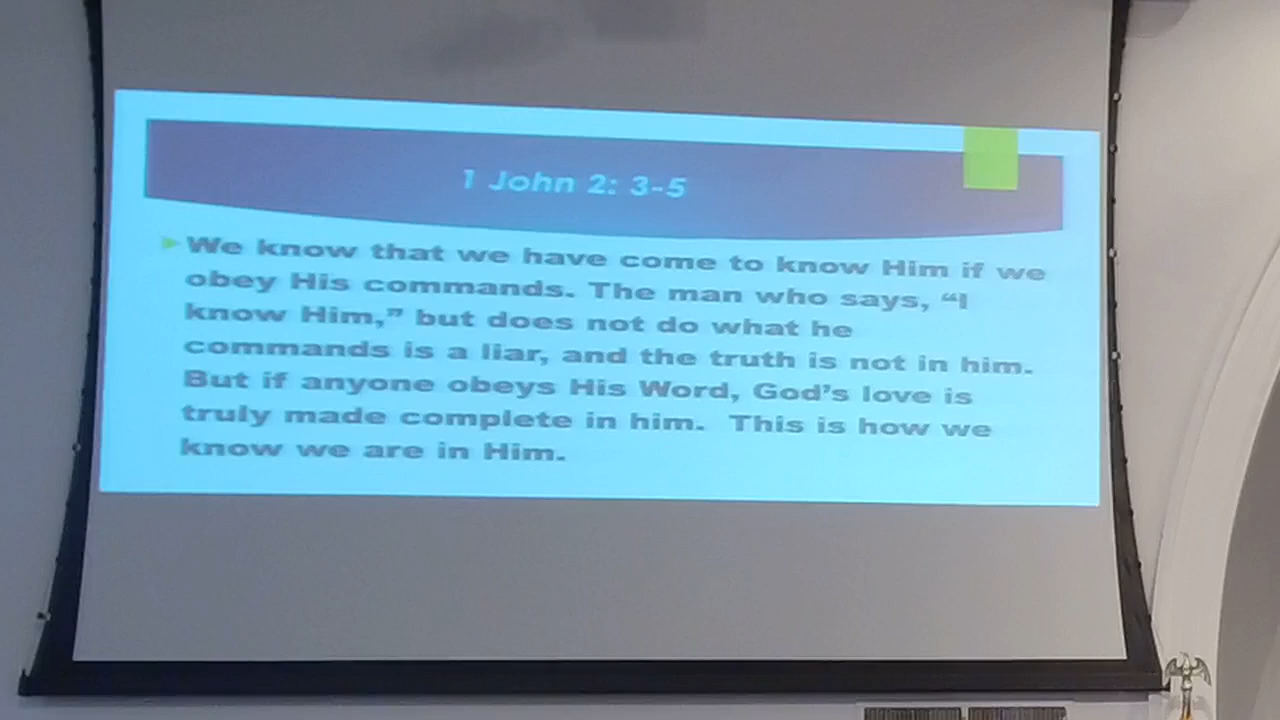 1 John 2: 3-5
We know that we have come to know Him if we
obey His commands. The man who says, “I
know Him,” but does not do what he
commands is a liar, and the truth is not in him.
But if anyone obeys His Word, God’s love is
truly made complete in him.  This is how we
know we are in Him.